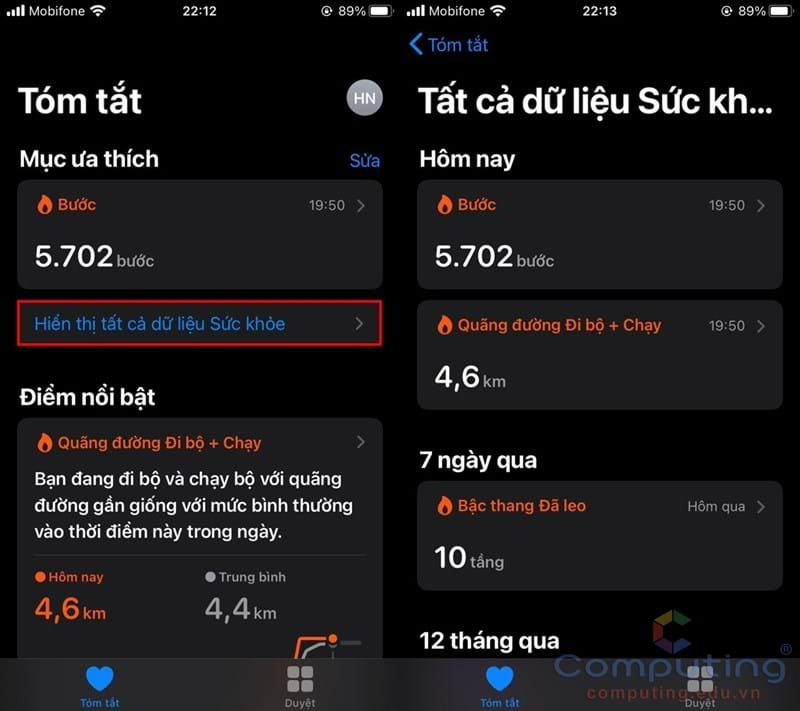 Mobifone 22:12 89%
Tóm tắt HN
Mục ưa thích Sửa
Bước 19:50
5.702 bước
Hiển thị tất cả dữ liệu Sức khỏe
Điểm nổi bật
Quãng đường Đi bộ + Chạy
Bạn đang đi bộ và chạy bộ với quãng
đường gần giống với mức bình thường
vào thời điểm này trong ngày.
Hôm nay Trung bình
4,6 km 4,4 km
Tóm tắt Duyệt
Mobifone 22:13 89%
Tóm tắt
Tất cả dữ liệu Sức kh...
Hôm nay
Bước 19:50
5.702 bước
Quãng đường Đi bộ + Chạy 19:50
4,6 km
7 ngày qua
Bậc thang Đã leo Hôm qua
10 tầng
12 tháng qua
Computing ®
computing.edu.vn
Tóm tắt Duyệt